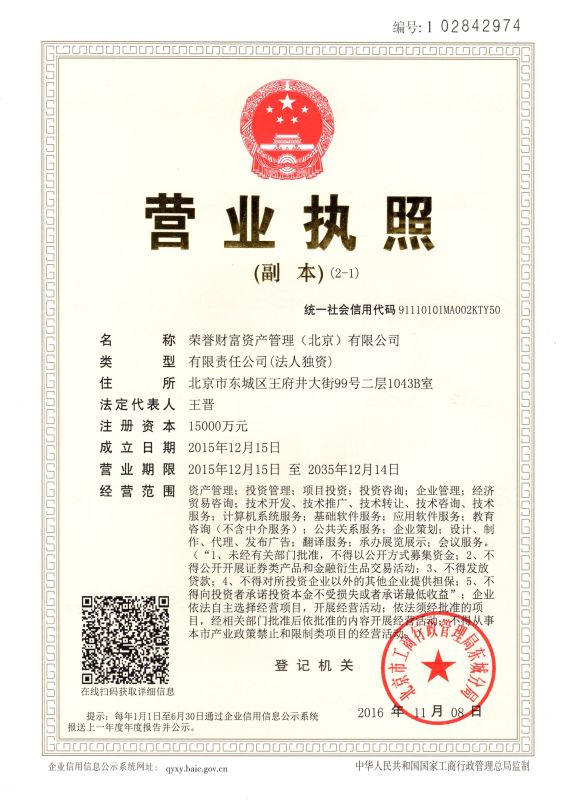 编号:1 02842974
营业执照
(副 本)(2-1)
统一社会信用代码 91110101MA002KTY50
名 称 荣誉财富资产管理（北京）有限公司
类 型 有限责任公司(法人独资)
住 所 北京市东城区王府井大街99号二层1043B室
法定代表人 王晋
注册资本 15000万元
成立日期 2015年12月15日
营业期限 2015年12月15日 至 2035年12月14日
经营范围 资产管理；投资管理；项目投资；投资咨询；企业管理；经济
贸易咨询；技术开发、技术推广、技术转让、技术咨询、技术
服务；计算机系统服务；基础软件服务；应用软件服务；教育
咨询（不含中介服务）；公共关系服务；企业策划；设计、制
作、代理、发布广告；翻译服务；承办展览展示；会议服务。
（“1、未经有关部门批准，不得以公开方式募集资金；2、不
得公开开展证券类产品和金融衍生品交易活动；3、不得发放
贷款；4、不得对所投资企业以外的其他企业提供担保；5、不
得向投资者承诺投资本金不受损失或者承诺最低收益”；企业
依法自主选择经营项目，开展经营活动；依法须经批准的项
目，经相关部门批准后依批准的内容开展经营活动；不得从事
本市产业政策禁止和限制类项目的经营活动。）
在线扫码获取详细信息
登记机关
北京市工商行政管理局东城分局
2016 年 11 月 08 日
提示：每年1月1日至6月30日通过企业信用信息公示系统
报送上一年度年度报告并公示。
企业信用信息公示系统网址： qyxy.baic.gov.cn
中华人民共和国国家工商行政管理总局监制